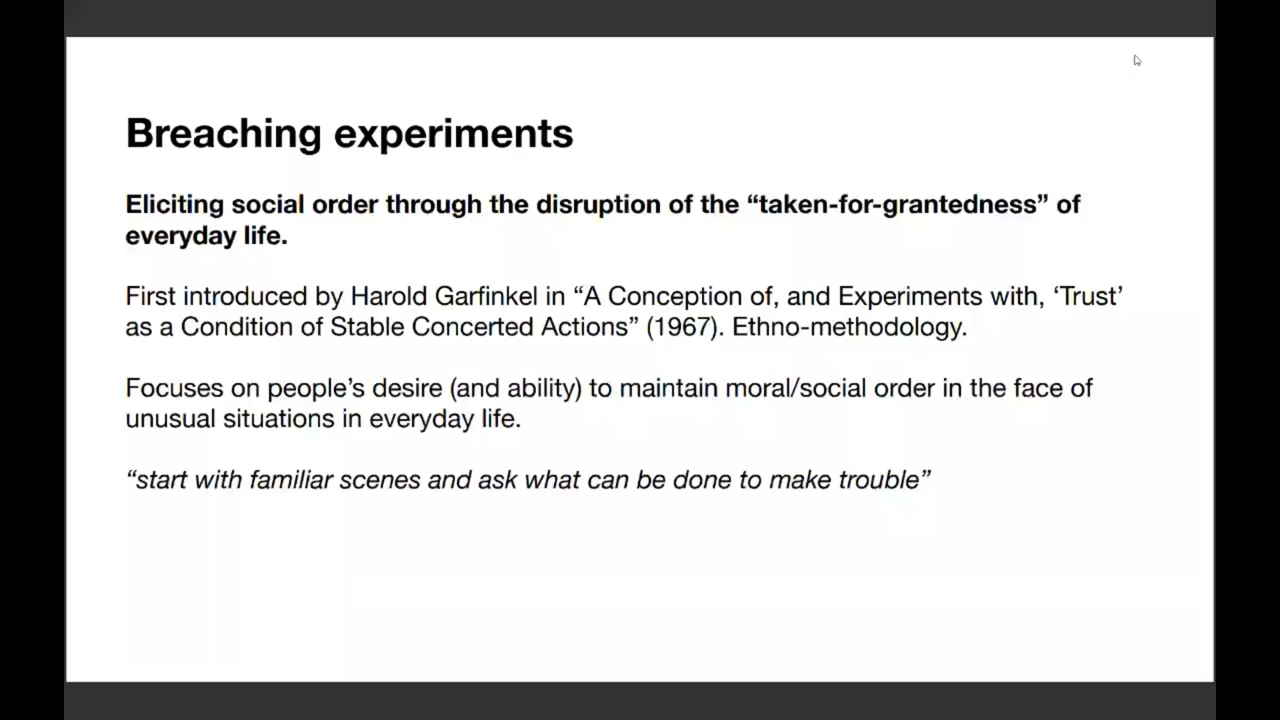 Breaching experiments
Eliciting social order through the disruption of the “taken-for-grantedness” of
everyday life.
First introduced by Harold Garfinkel in “A Conception of, and Experiments with, ‘Trust’
as a Condition of Stable Concerted Actions” (1967). Ethno-methodology.
Focuses on people’s desire (and ability) to maintain moral/social order in the face of
unusual situations in everyday life.
“start with familiar scenes and ask what can be done to make trouble”